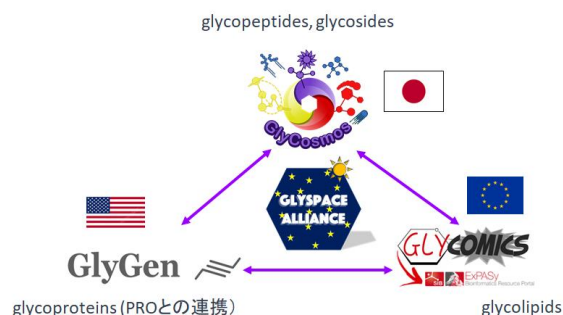 glycopeptides, glycosides
GlyCosmos
GLYSPACE
ALLIANCE
GlyGen
GLYCOMICS
SIB ExPASy
Bioinformatics Resource Portal
glycoproteins (PROとの連携）
glycolipids